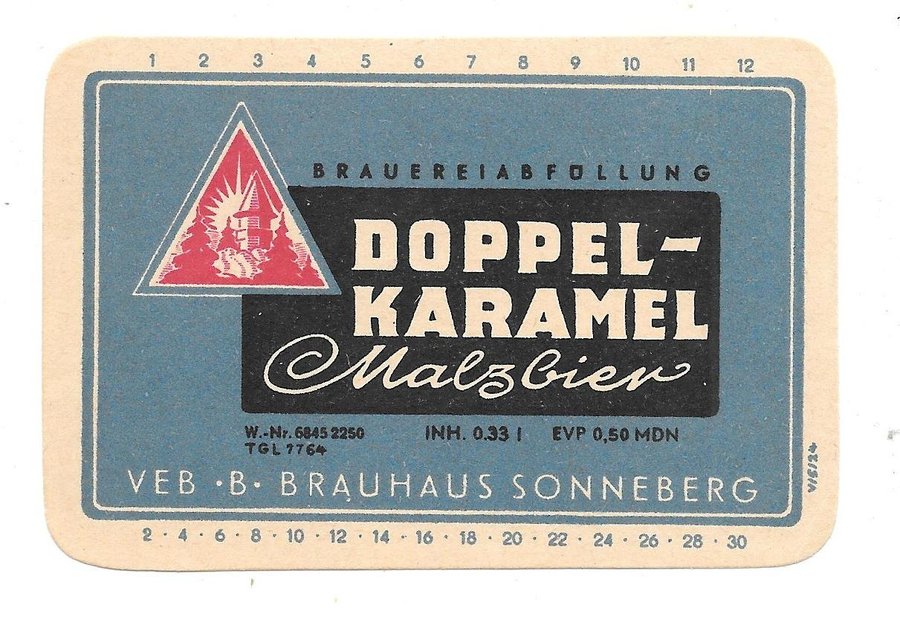 1 2 3 4 5 6 7 8 9 10 11 12
BRAUEREIABFÜLLUNG
DOPPEL-
KARAMEL
Malzbier
W.-Nr. 6845 2250 INH. 0.33 l EVP 0,50 MDN
TGL 7764
VEB ·B· BRAUHAUS SONNEBERG
V/5/24
2 · 4 · 6 · 8 · 10 · 12 · 14 · 16 · 18 · 20 · 22 · 24 · 26 · 28 · 30